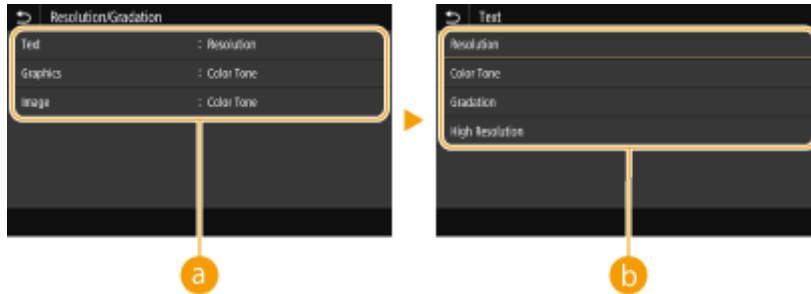 Resolution/Gradation
Text : Resolution
Graphics : Color Tone
Image : Color Tone
a
Text
Resolution
Color Tone
Gradation
High Resolution
b